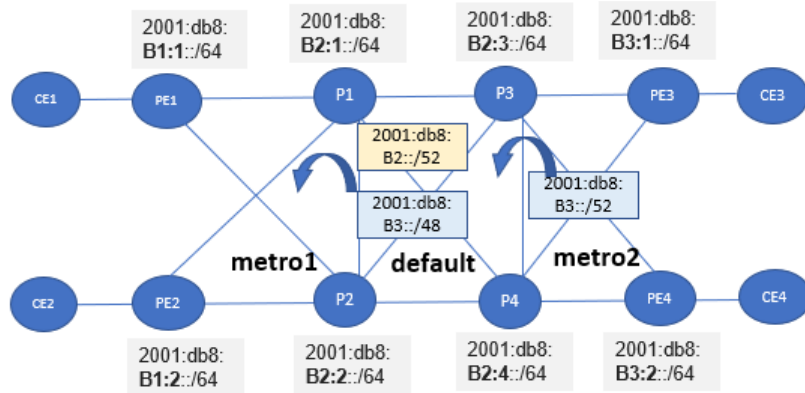 2001:db8:
B1:1::/64
2001:db8:
B2:1::/64
2001:db8:
B2:3::/64
2001:db8:
B3:1::/64
CE1
PE1
P1
P3
PE3
CE3
2001:db8:
B2::/52
2001:db8:
B3::/48
2001:db8:
B3::/52
metro1
default
metro2
CE2
PE2
P2
P4
PE4
CE4
2001:db8:
B1:2::/64
2001:db8:
B2:2::/64
2001:db8:
B2:4::/64
2001:db8:
B3:2::/64